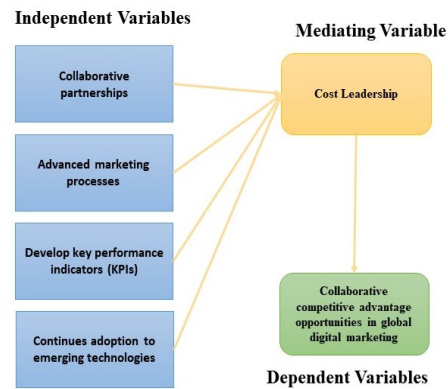 Independent Variables
Mediating Variable
Collaborative
partnerships
Cost Leadership
Advanced marketing
processes
Develop key performance
indicators (KPIs)
Continues adoption to
emerging technologies
Collaborative
competitive advantage
opportunities in global
digital marketing
Dependent Variables